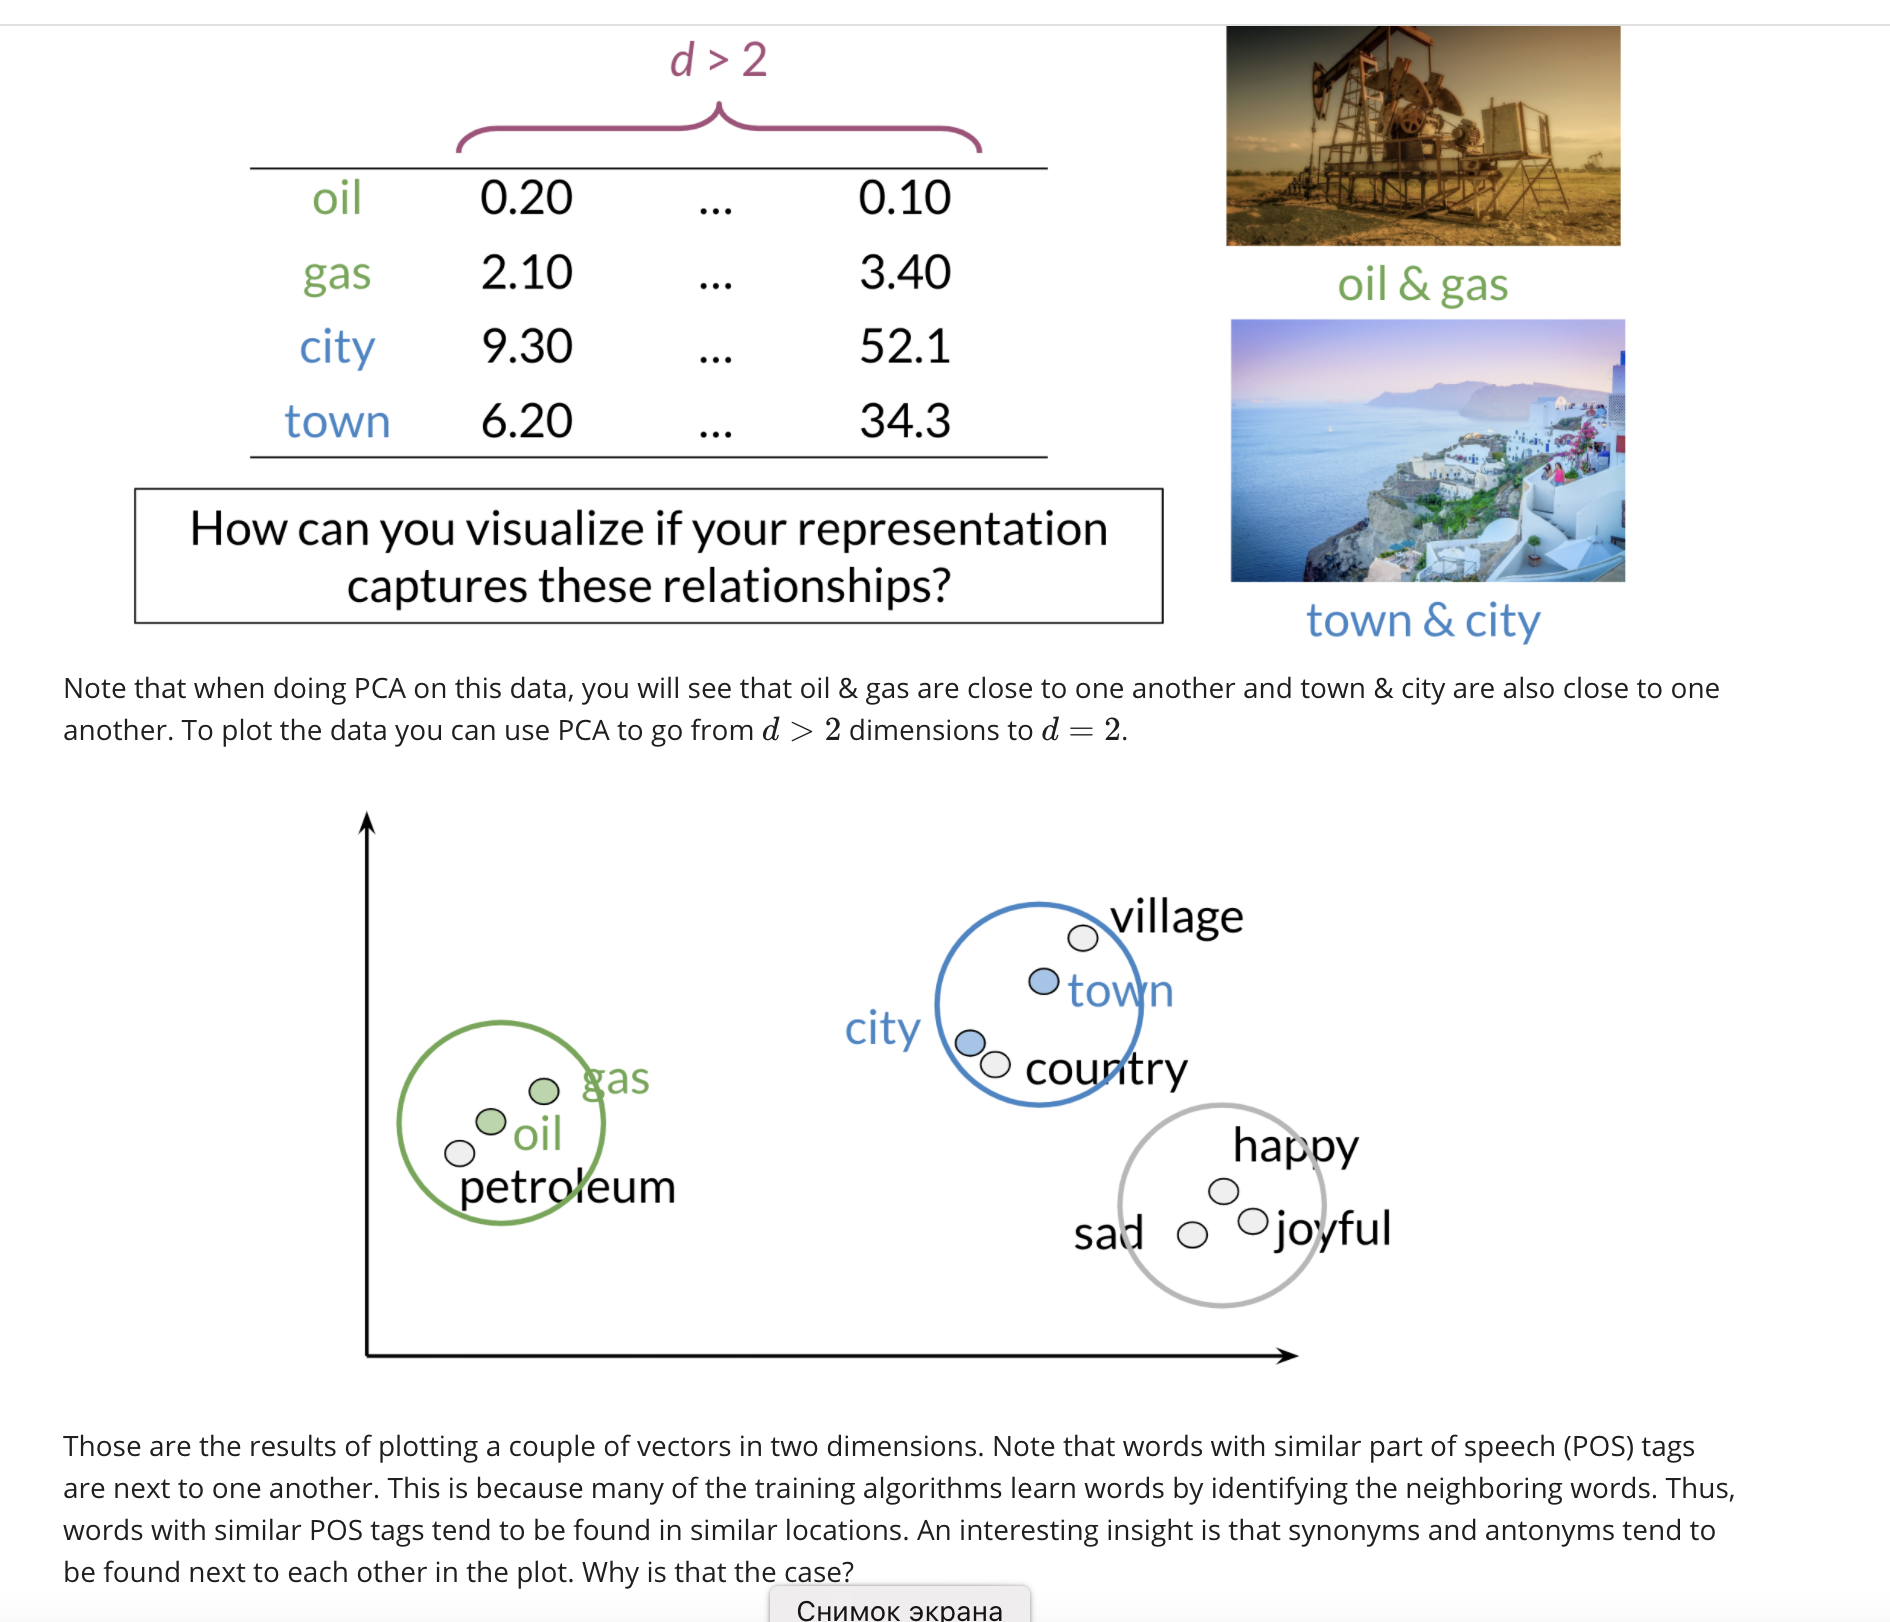 d > 2
oil 0.20 ... 0.10
gas 2.10 ... 3.40
city 9.30 ... 52.1
town 6.20 ... 34.3
oil & gas
How can you visualize if your representation
captures these relationships?
town & city
Note that when doing PCA on this data, you will see that oil & gas are close to one another and town & city are also close to one
another. To plot the data you can use PCA to go from d > 2 dimensions to d = 2.
village
town
city
country
gas
oil
petroleum
happy
sad
joyful
Those are the results of plotting a couple of vectors in two dimensions. Note that words with similar part of speech (POS) tags
are next to one another. This is because many of the training algorithms learn words by identifying the neighboring words. Thus,
words with similar POS tags tend to be found in similar locations. An interesting insight is that synonyms and antonyms tend to
be found next to each other in the plot. Why is that the case?
Снимок экрана